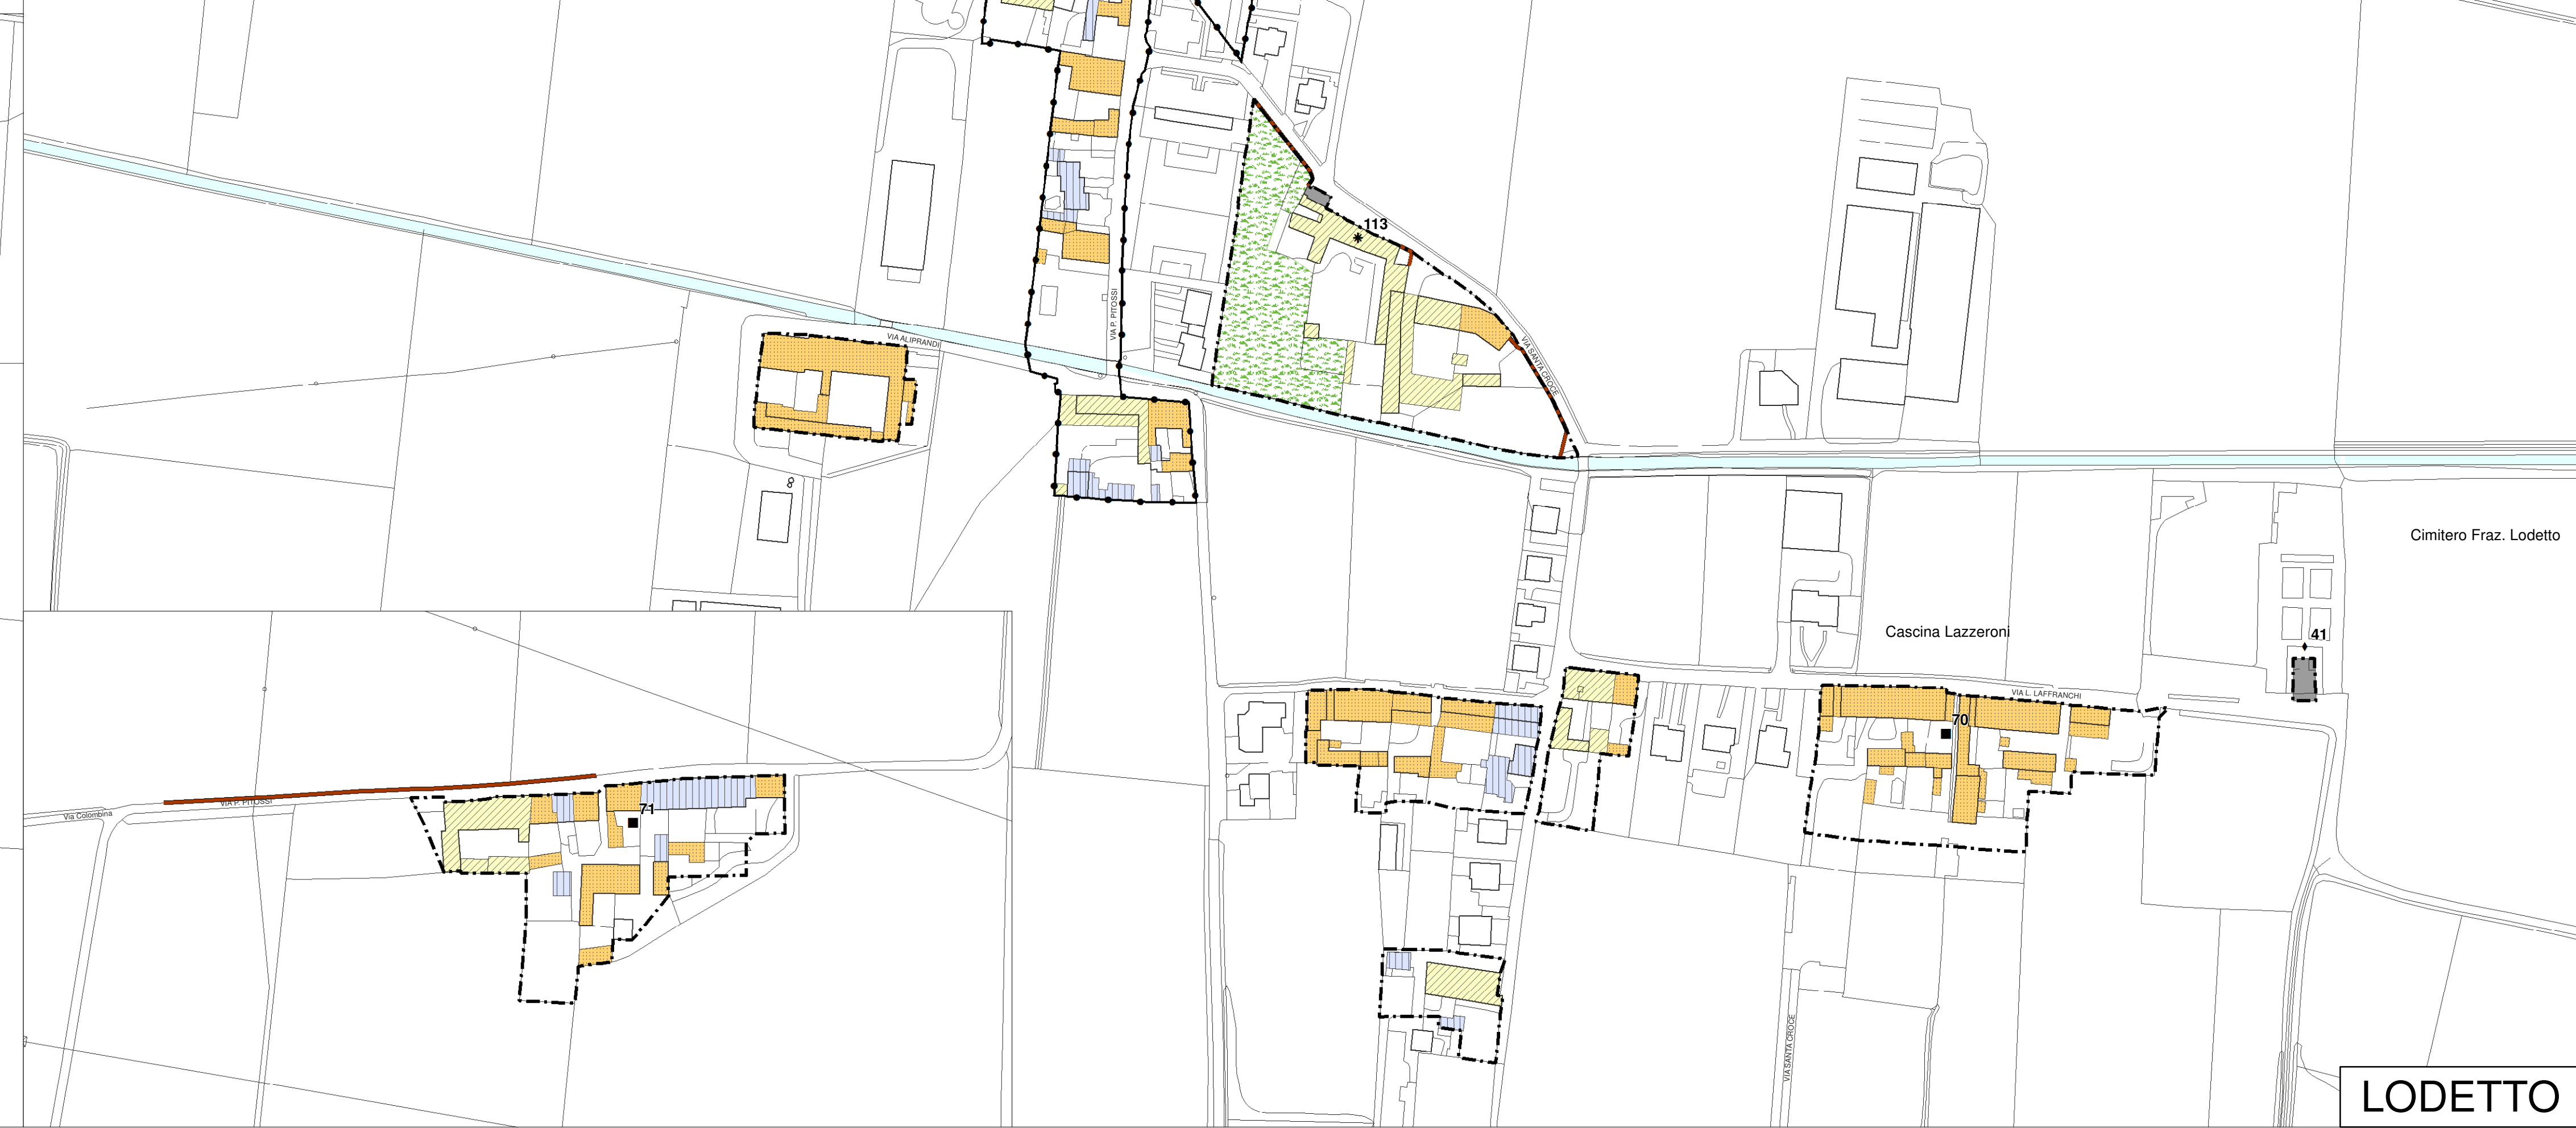 113
VIA P. PITOSSI
VIA ALIPRANDI
VIA SANTA CROCE
Cimitero Fraz. Lodetto
Cascina Lazzeroni
41
VIA L. LAFFRANCHI
70
VIA P. PITOSSI
71
Via Colombina
VIA SANTA CROCE
LODETTO